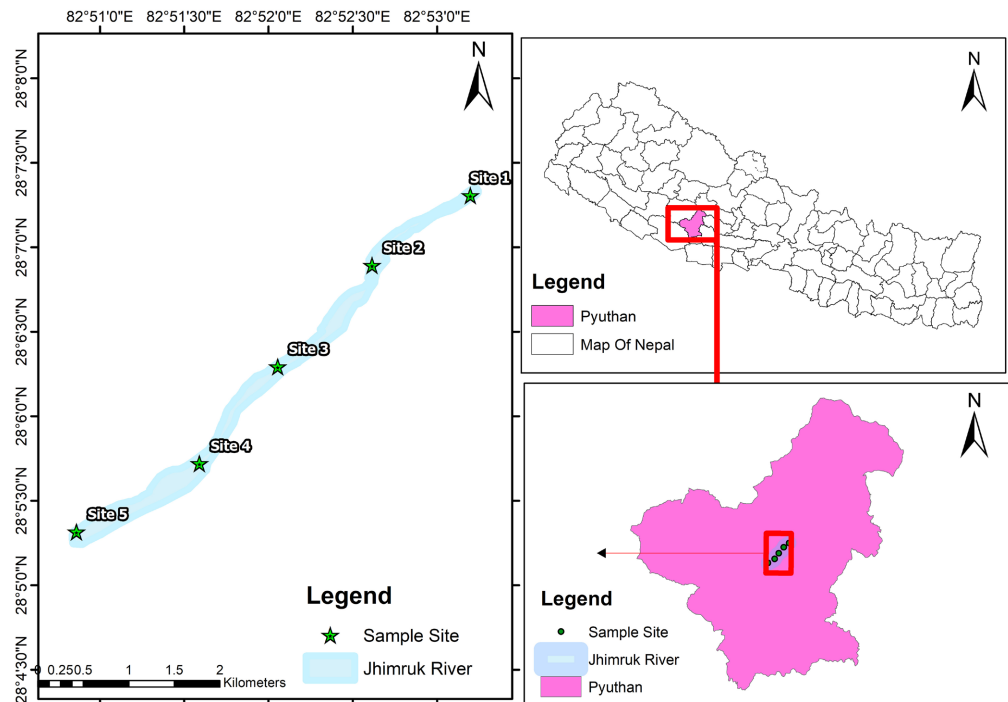 82°51'0"E 82°51'30"E 82°52'0"E 82°52'30"E 82°53'0"E
28°8'0"N
28°7'30"N
28°7'0"N
28°6'30"N
28°6'0"N
28°5'30"N
28°5'0"N
28°4'30"N
N
Site 1
Site 2
Site 3
Site 4
Site 5
Legend
Sample Site
Jhimruk River
0 0.250.5 1 1.5 2
Kilometers
N
Legend
Pyuthan
Map Of Nepal
N
Legend
Sample Site
Jhimruk River
Pyuthan